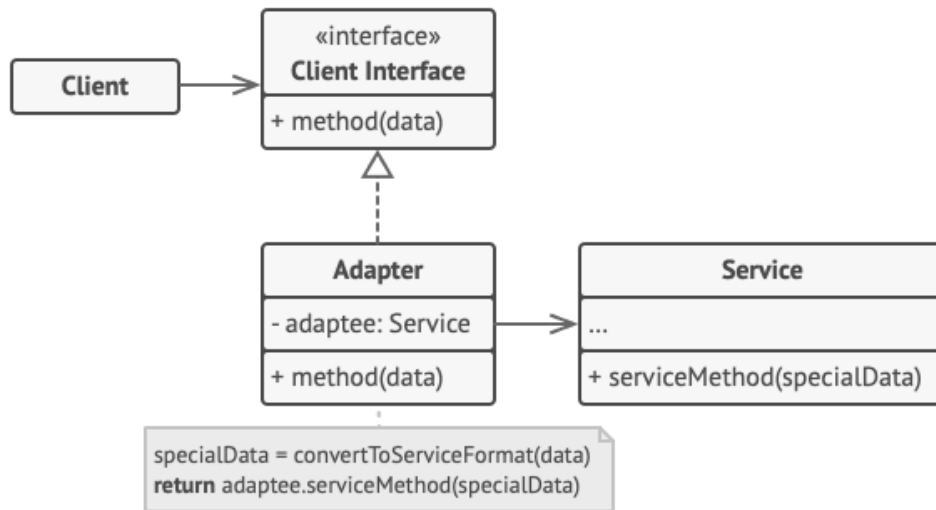 «interface»
Client Interface
Client
+ method(data)
Adapter
- adaptee: Service
+ method(data)
Service
...
+ serviceMethod(specialData)
specialData = convertToServiceFormat(data)
return adaptee.serviceMethod(specialData)